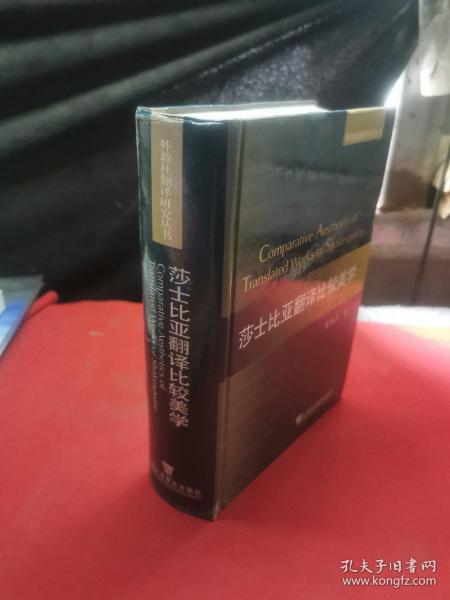 外教社翻译研究丛书
莎士比亚翻译比较美学
Comparative Aesthetics of
Translated Works of Shakespeare
Comparative Aesthetics of
Translated Works of Shakespeare
莎士比亚翻译比较美学
孔夫子旧书网
www.kongfz.com